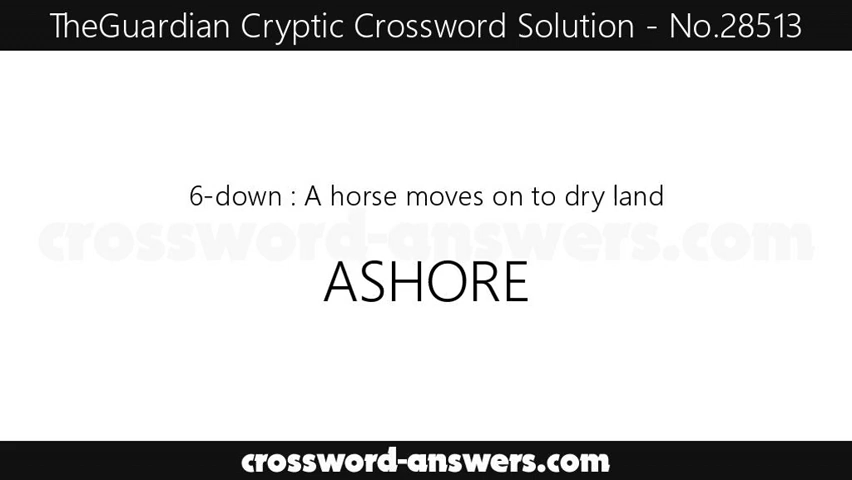 TheGuardian Cryptic Crossword Solution - No.28513
6-down : A horse moves on to dry land
crossword-answers.com
ASHORE
crossword-answers.com